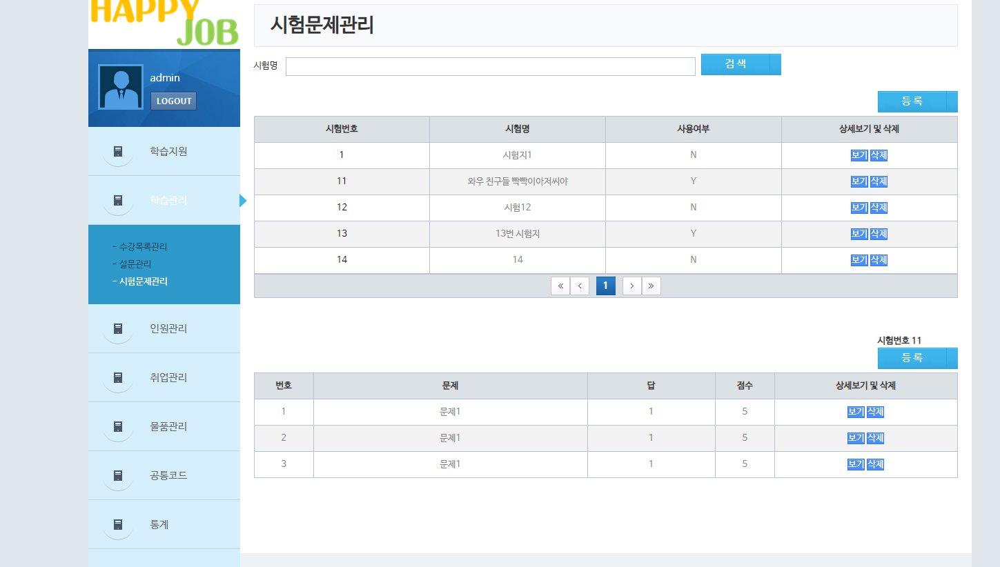 HAPPY
JOB
admin
LOGOUT
학습지원
학습관리
- 수강목록관리
- 설문관리
- 시험문제관리
인원관리
취업관리
물품관리
공통코드
통계
시험문제관리
시험명 검 색
등 록
시험번호 시험명 사용여부 상세보기 및 삭제
1 시험지1 N 보기 삭제
11 와우 친구들 빡빡이아저씨야 Y 보기 삭제
12 시험12 N 보기 삭제
13 13번 시험지 Y 보기 삭제
14 14 N 보기 삭제
« ‹ 1 › »
시험번호 11
등 록
번호 문제 답 점수 상세보기 및 삭제
1 문제1 1 5 보기 삭제
2 문제1 1 5 보기 삭제
3 문제1 1 5 보기 삭제